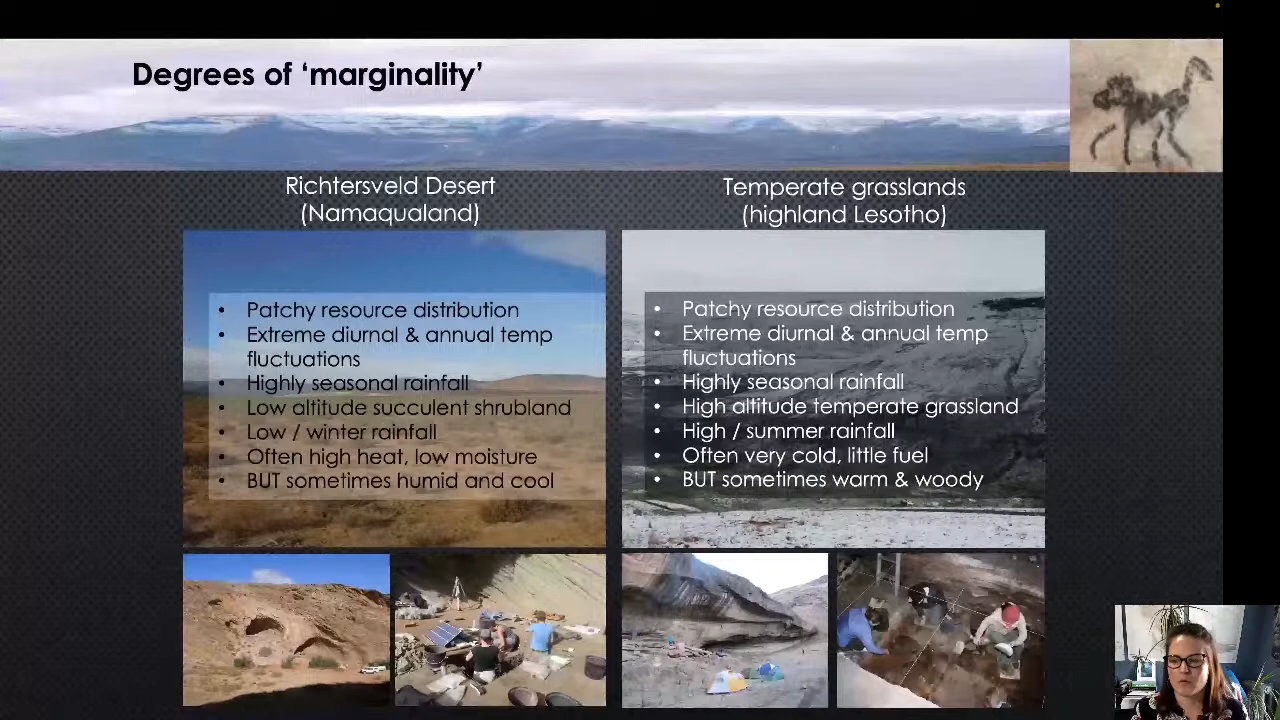 Degrees of ‘marginality’
Richtersveld Desert
(Namaqualand)
• Patchy resource distribution
• Extreme diurnal & annual temp
fluctuations
• Highly seasonal rainfall
• Low altitude succulent shrubland
• Low / winter rainfall
• Often high heat, low moisture
• BUT sometimes humid and cool
Temperate grasslands
(highland Lesotho)
• Patchy resource distribution
• Extreme diurnal & annual temp
fluctuations
• Highly seasonal rainfall
• High altitude temperate grassland
• High / summer rainfall
• Often very cold, little fuel
• BUT sometimes warm & woody